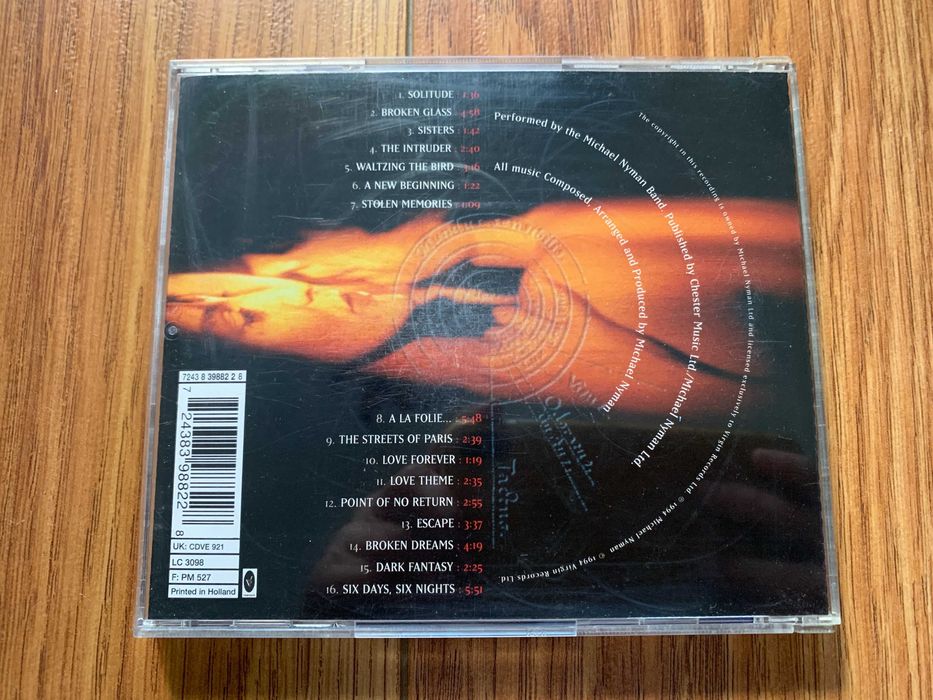 1. SOLITUDE : 1:36
2. BROKEN GLASS : 4:58
3. SISTERS : 1:42
4. THE INTRUDER : 2:40
5. WALTZING THE BIRD : 3:16
6. A NEW BEGINNING : 1:22
7. STOLEN MEMORIES : 1:09
8. A LA FOLIE... : 5:48
9. THE STREETS OF PARIS : 2:39
10. LOVE FOREVER : 1:19
11. LOVE THEME : 2:35
12. POINT OF NO RETURN : 2:55
13. ESCAPE : 3:37
14. BROKEN DREAMS : 4:19
15. DARK FANTASY : 2:25
16. SIX DAYS, SIX NIGHTS : 5:51
All music Composed, Arranged and Produced by Michael Nyman
Performed by the Michael Nyman Band. Published by Chester Music Ltd/Michael Nyman Ltd.
The copyright in this recording is owned by Michael Nyman Ltd and licensed exclusively to Virgin Records Ltd ℗ 1994 Michael Nyman © 1994 Virgin Records Ltd.
7243 8 39882 2 8
7 24383 98822 8
UK: CDVE 921
LC 3098
F: PM 527
Printed in Holland